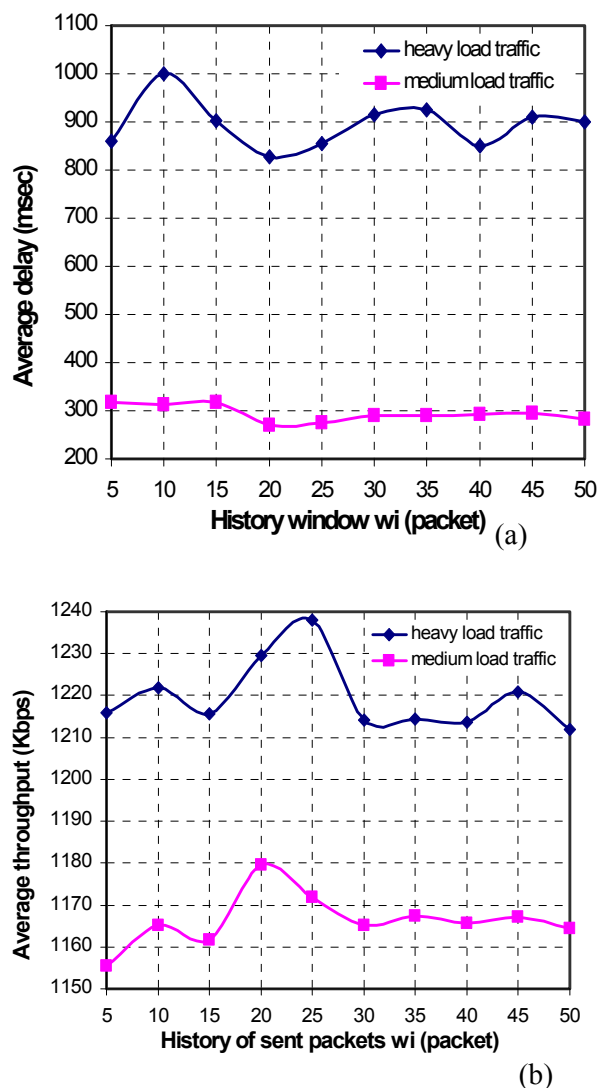 1100
1000
900
800
700
600
500
400
300
200
Average delay (msec)
heavy load traffic
medium load traffic
5 10 15 20 25 30 35 40 45 50
History window wi (packet)
(a)
1240
1230
1220
1210
1200
1190
1180
1170
1160
1150
Average throughput (Kbps)
heavy load traffic
medium load traffic
5 10 15 20 25 30 35 40 45 50
History of sent packets wi (packet)
(b)